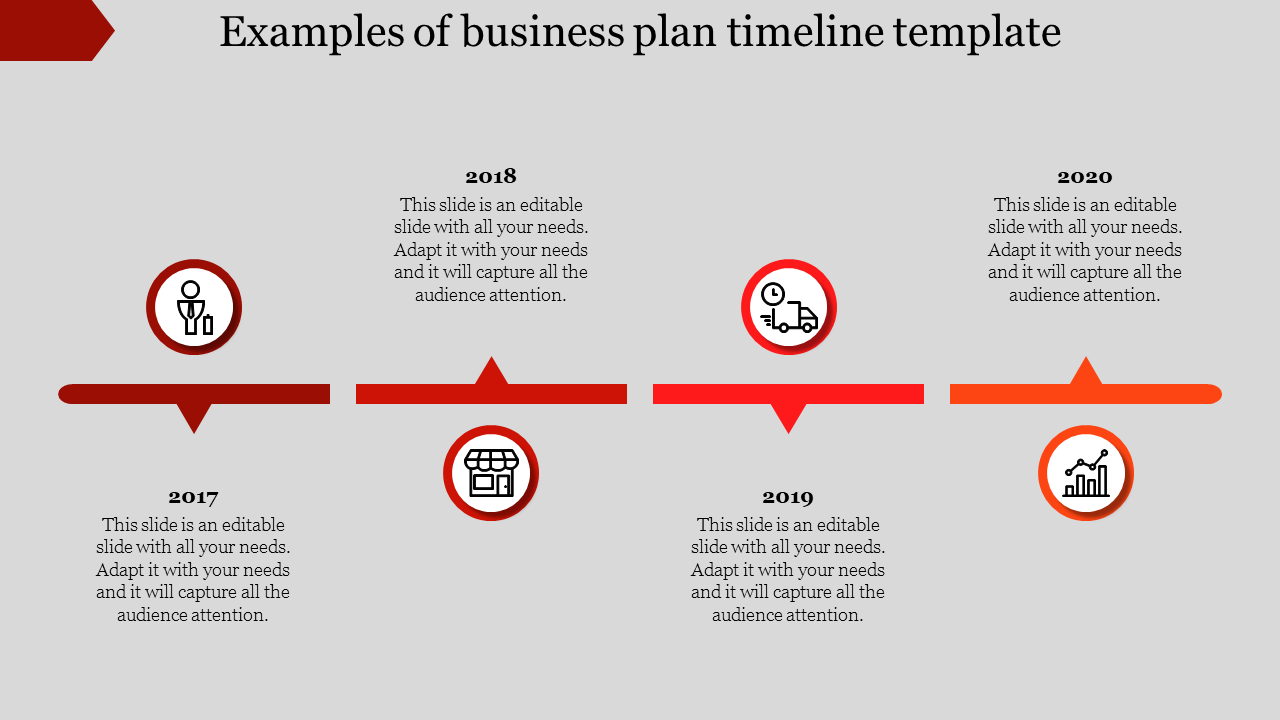 Examples of business plan timeline template
2017
This slide is an editable
slide with all your needs.
Adapt it with your needs
and it will capture all the
audience attention.
2018
This slide is an editable
slide with all your needs.
Adapt it with your needs
and it will capture all the
audience attention.
2019
This slide is an editable
slide with all your needs.
Adapt it with your needs
and it will capture all the
audience attention.
2020
This slide is an editable
slide with all your needs.
Adapt it with your needs
and it will capture all the
audience attention.